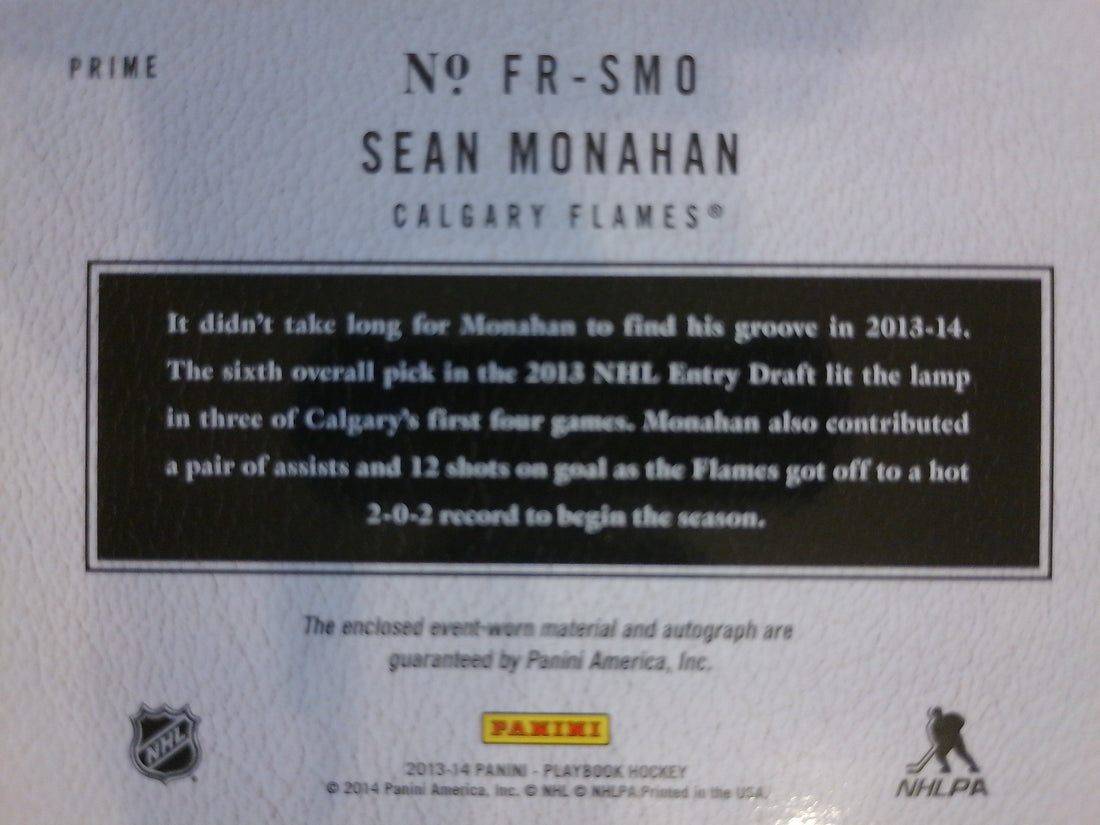 PRIME
Nº FR-SMO
SEAN MONAHAN
CALGARY FLAMES®
It didn't take long for Monahan to find his groove in 2013-14.
The sixth overall pick in the 2013 NHL Entry Draft lit the lamp
in three of Calgary's first four games. Monahan also contributed
a pair of assists and 12 shots on goal as the Flames got off to a hot
2-0-2 record to begin the season.
The enclosed event-worn material and autograph are
guaranteed by Panini America, Inc.
NHL
PANINI
2013-14 PANINI - PLAYBOOK HOCKEY
© 2014 Panini America, Inc. © NHL © NHLPA Printed in the USA.
NHLPA